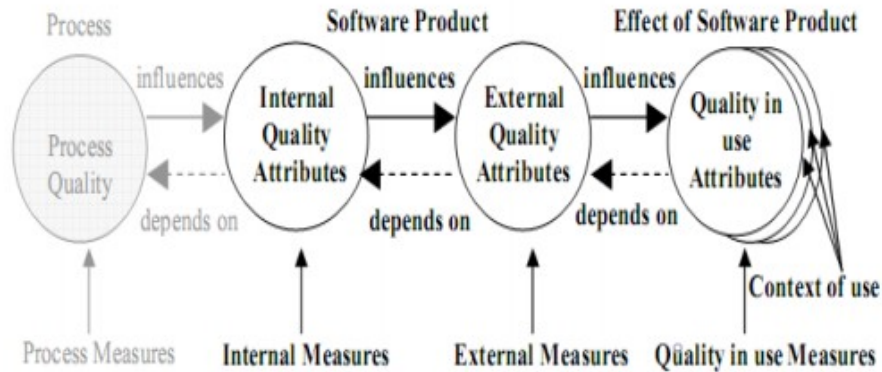 Process
Software Product
Effect of Software Product
influences
influences
influences
Process
Quality
Internal
Quality
Attributes
External
Quality
Attributes
Quality in
use
Attributes
depends on
depends on
depends on
Context of use
Process Measures
Internal Measures
External Measures
Quality in use Measures